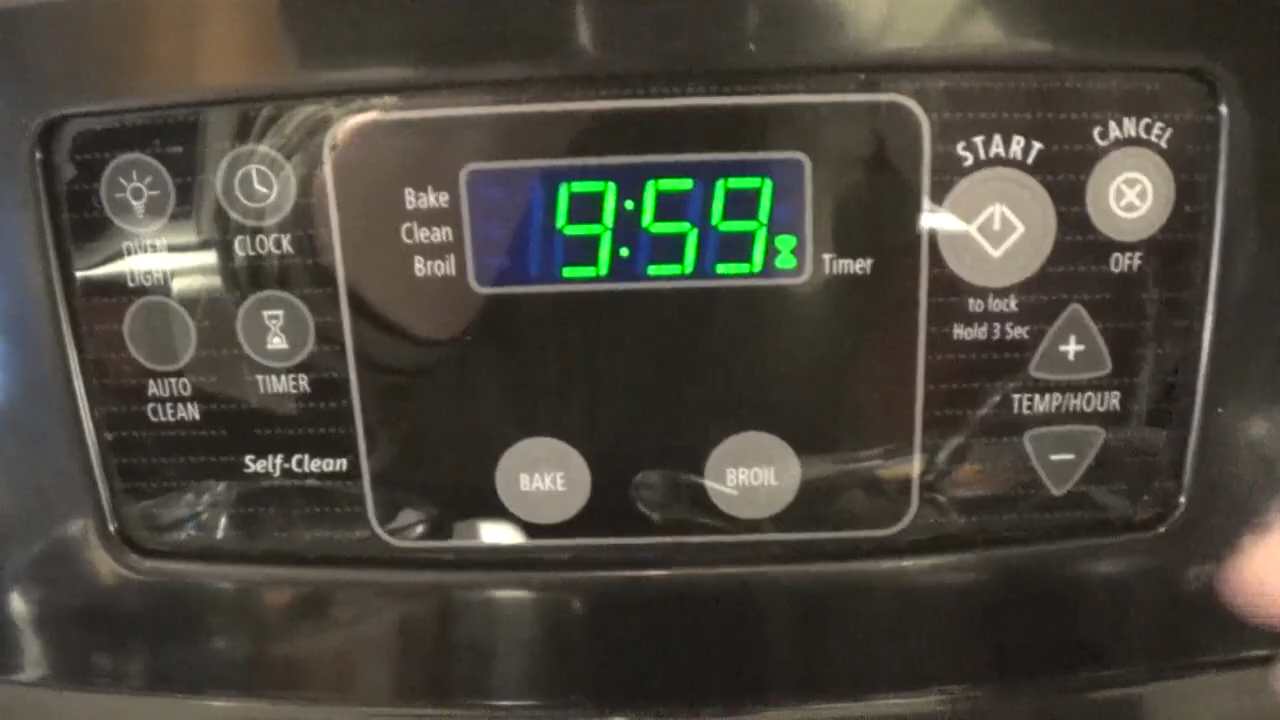 OVEN
LIGHT
CLOCK
AUTO
CLEAN
TIMER
Self-Clean
Bake
Clean
Broil
9:59
Timer
BAKE
BROIL
START
to lock
Hold 3 Sec
CANCEL
OFF
+
TEMP/HOUR
-